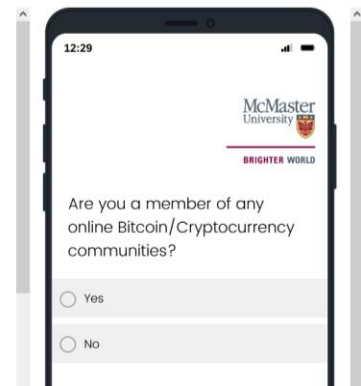 12:29
McMaster
University
BRIGHTER WORLD
Are you a member of any
online Bitcoin/Cryptocurrency
communities?
Yes
No